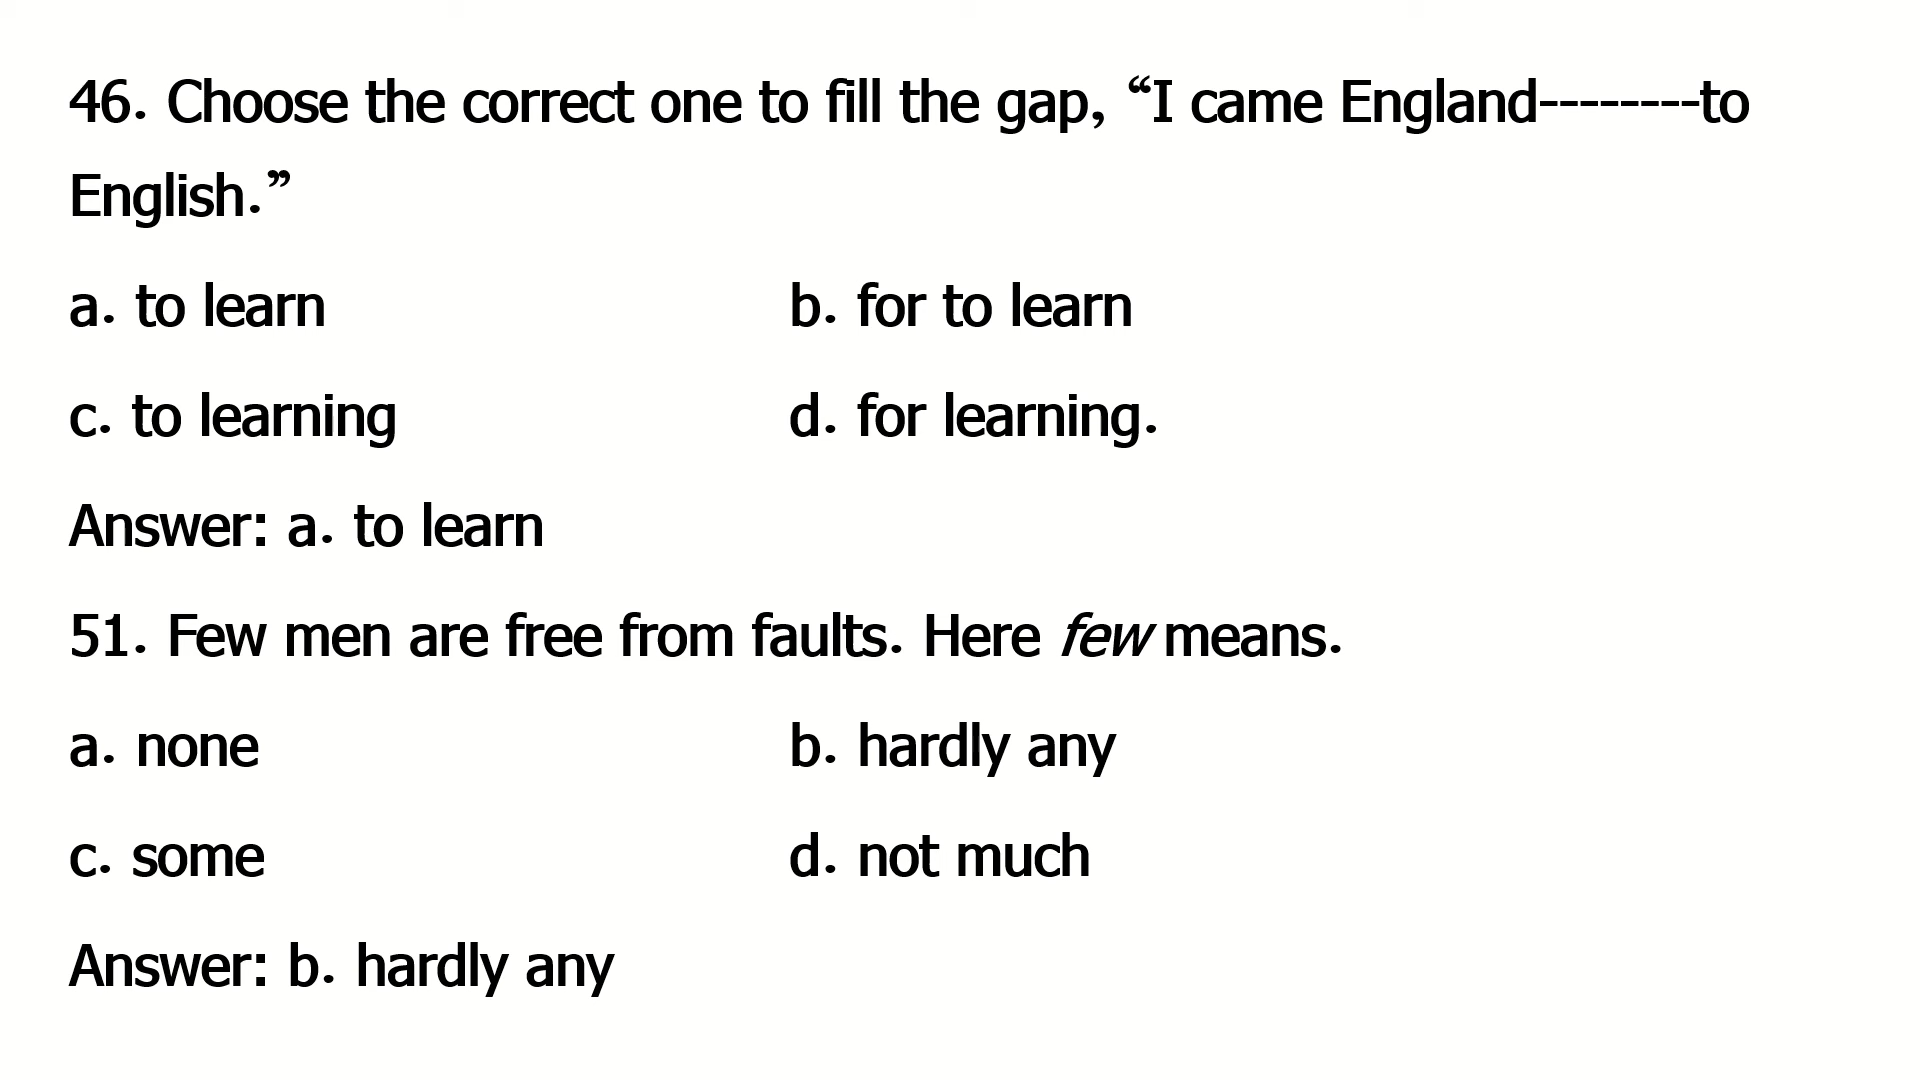 46. Choose the correct one to fill the gap, “I came England--------to
English.”
a. to learn b. for to learn
c. to learning d. for learning.
Answer: a. to learn
51. Few men are free from faults. Here few means.
a. none b. hardly any
c. some d. not much
Answer: b. hardly any